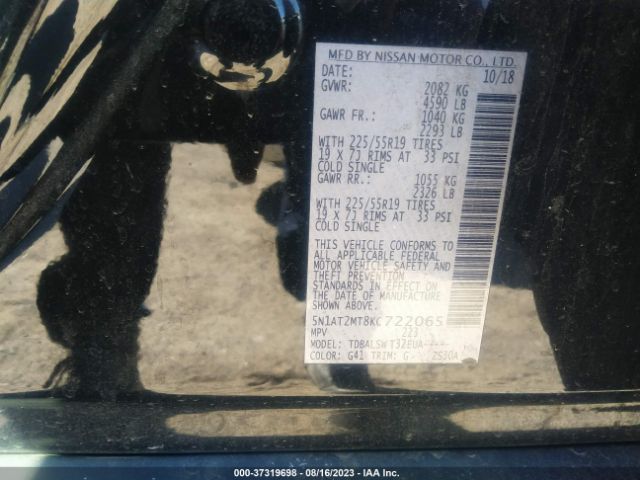 MFD BY NISSAN MOTOR CO., LTD.
DATE: 10/18
GVWR: 2082 KG
4590 LB
GAWR FR.: 1040 KG
2293 LB
WITH 225/55R19 TIRES
19 X 7J RIMS AT 33 PSI
COLD SINGLE
GAWR RR.: 1055 KG
2326 LB
WITH 225/55R19 TIRES
19 X 7J RIMS AT 33 PSI
COLD SINGLE
THIS VEHICLE CONFORMS TO
ALL APPLICABLE FEDERAL
MOTOR VEHICLE SAFETY AND
THEFT PREVENTION
STANDARDS IN EFFECT ON
THE DATE OF MANUFACTURE
SHOWN ABOVE.
5N1AT2MT8KC722065
MPV 223
MODEL: TDBALSWT32EUA----
COLOR: G41 TRIM: G
000-37319698 - 08/16/2023 - IAA Inc.